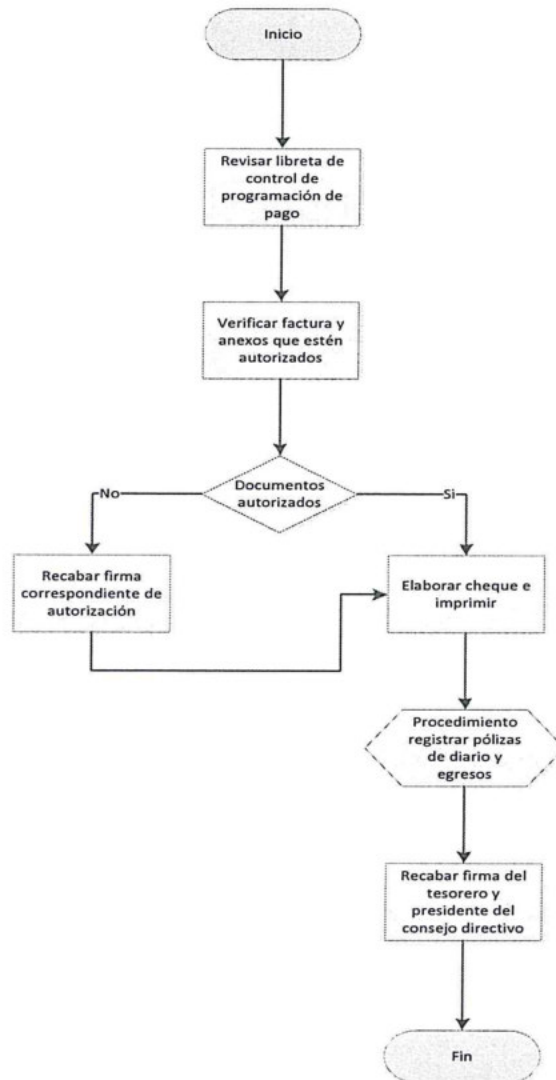 Inicio
Revisar libreta de
control de
programación de
pago
Verificar factura y
anexos que estén
autorizados
Documentos
autorizados
No
Si
Recabar firma
correspondiente de
autorización
Elaborar cheque e
imprimir
Procedimiento
registrar pólizas
de diario y
egresos
Recabar firma del
tesorero y
presidente del
consejo directivo
Fin